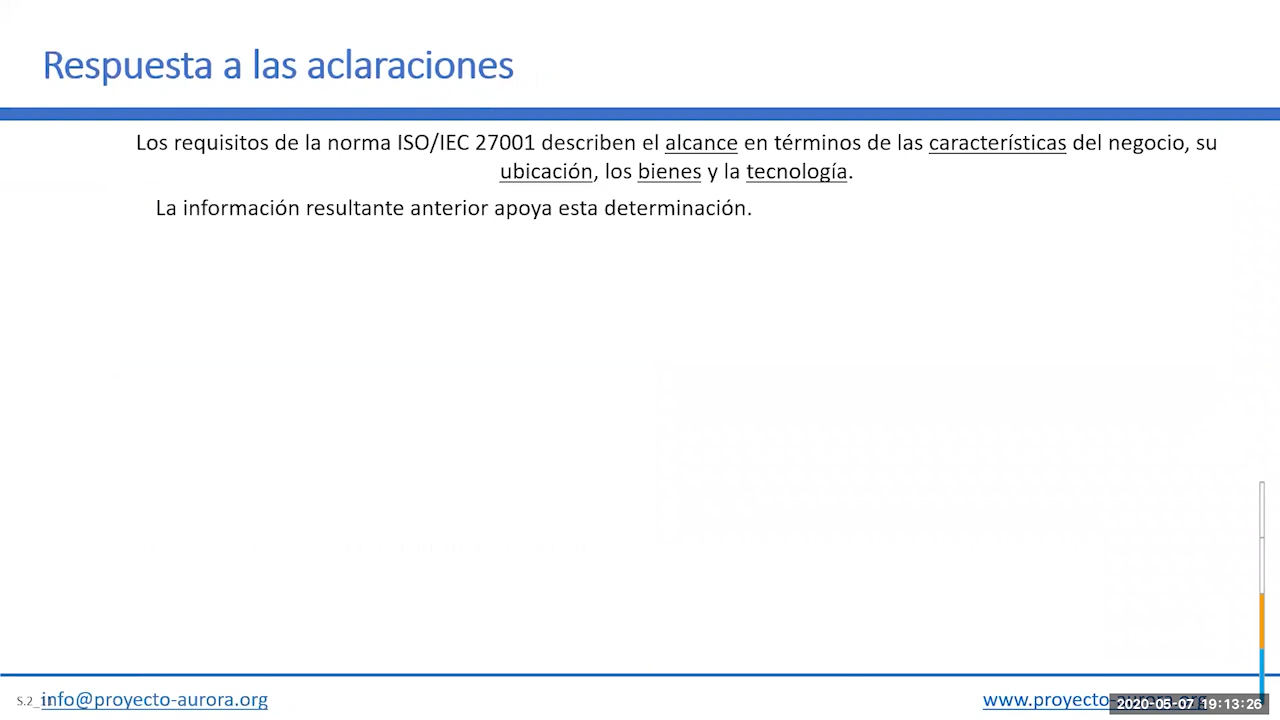 Respuesta a las aclaraciones
Los requisitos de la norma ISO/IEC 27001 describen el alcance en términos de las características del negocio, su
ubicación, los bienes y la tecnología.
La información resultante anterior apoya esta determinación.
S.2_
info@proyecto-aurora.org
www.proyecto-aurora.org
2020-05-07 19:13:26